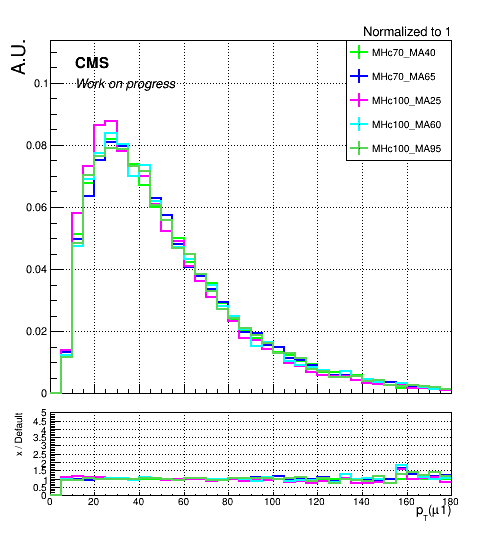 Normalized to 1
A.U.
CMS
Work on progress
MHc70_MA40
MHc70_MA65
MHc100_MA25
MHc100_MA60
MHc100_MA95
0.1
0.08
0.06
0.04
0.02
0
x / Default
5
4.5
4
3.5
3
2.5
2
1.5
1
0.5
0
0 20 40 60 80 100 120 140 160 180
p_T(μ1)